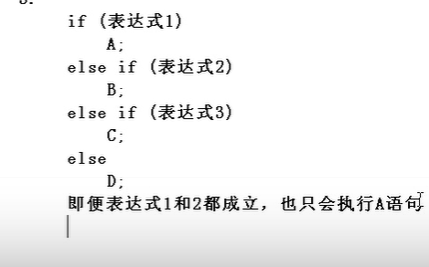 if (表达式1)
A;
else if (表达式2)
B;
else if (表达式3)
C;
else
D;
即便表达式1和2都成立，也只会执行A语句